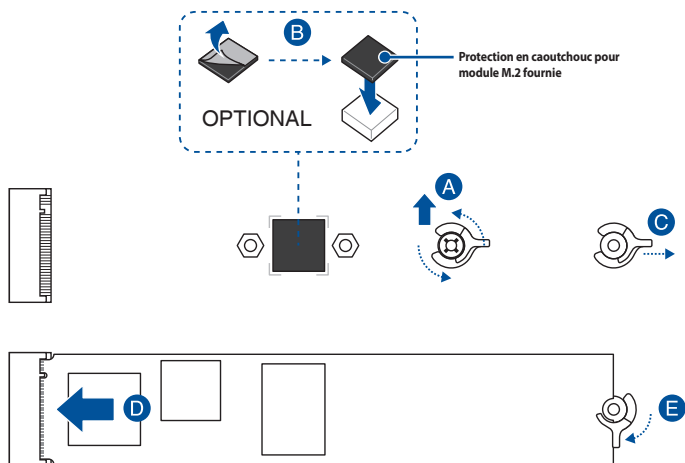 B
Protection en caoutchouc pour
module M.2 fournie
OPTIONAL
A
C
D
E